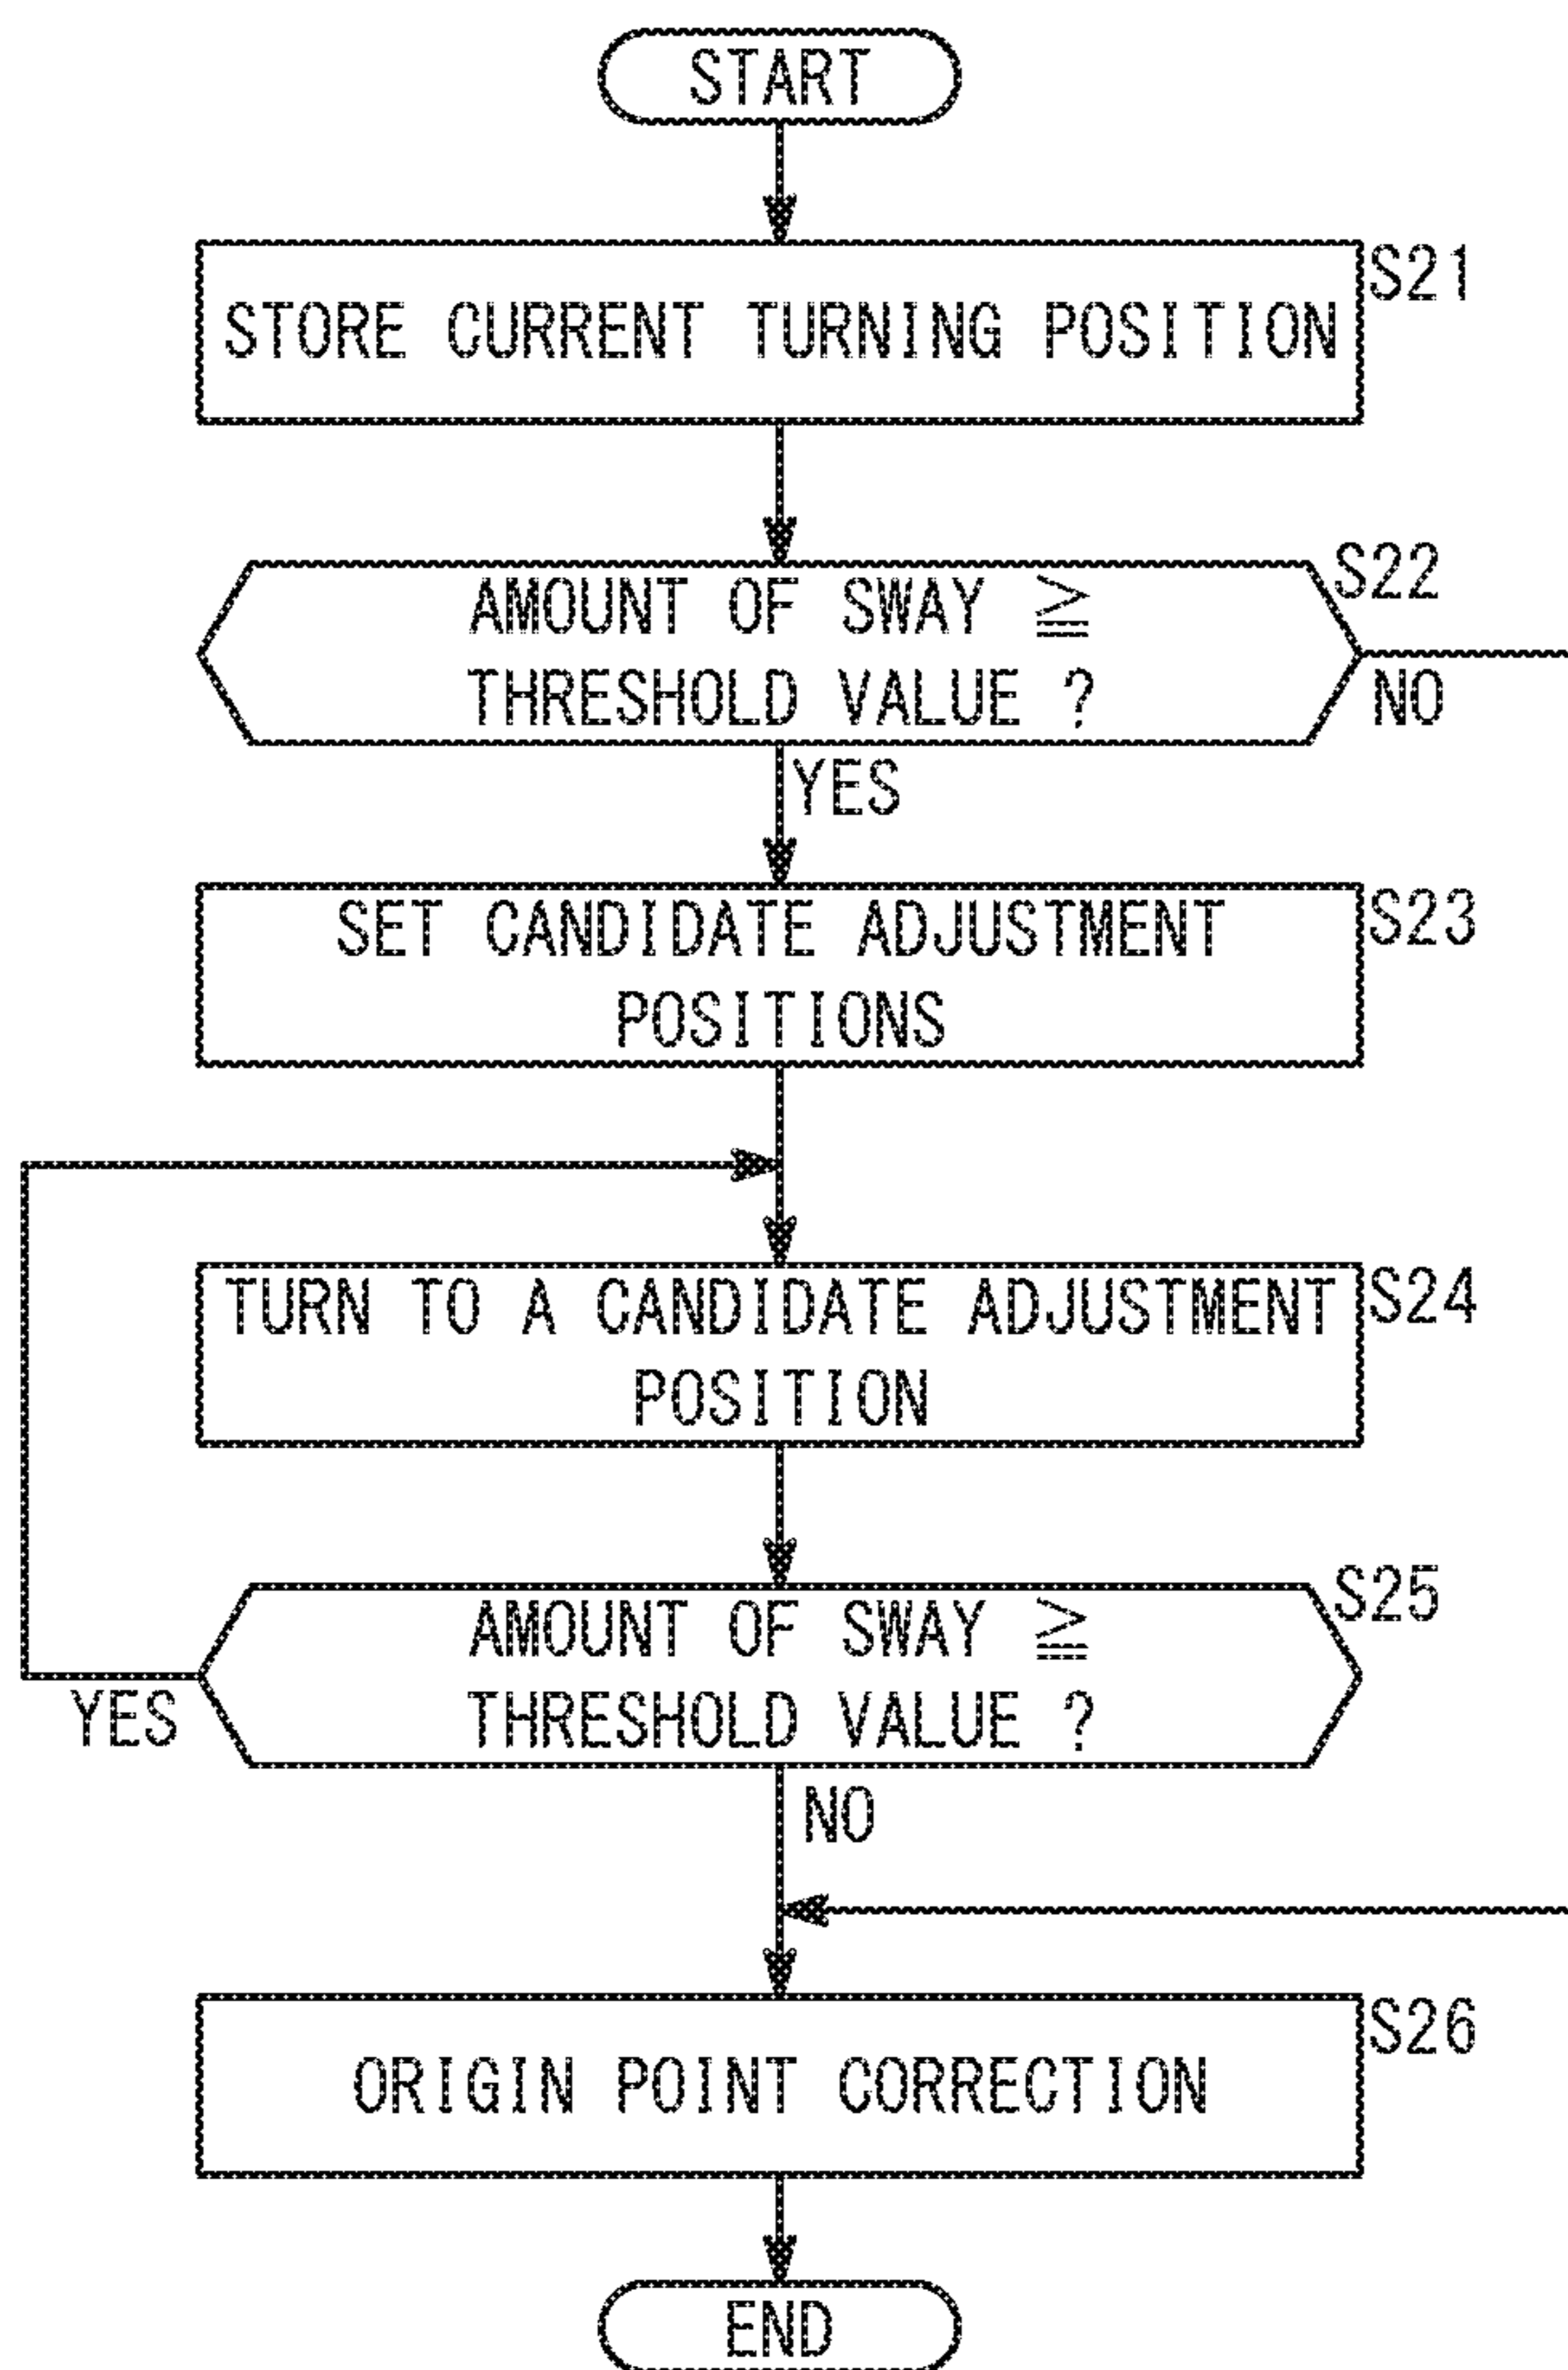 START
S21
STORE CURRENT TURNING POSITION
S22
AMOUNT OF SWAY ≧
THRESHOLD VALUE ?
NO
YES
S23
SET CANDIDATE ADJUSTMENT
POSITIONS
S24
TURN TO A CANDIDATE ADJUSTMENT
POSITION
S25
AMOUNT OF SWAY ≧
THRESHOLD VALUE ?
YES
NO
S26
ORIGIN POINT CORRECTION
END